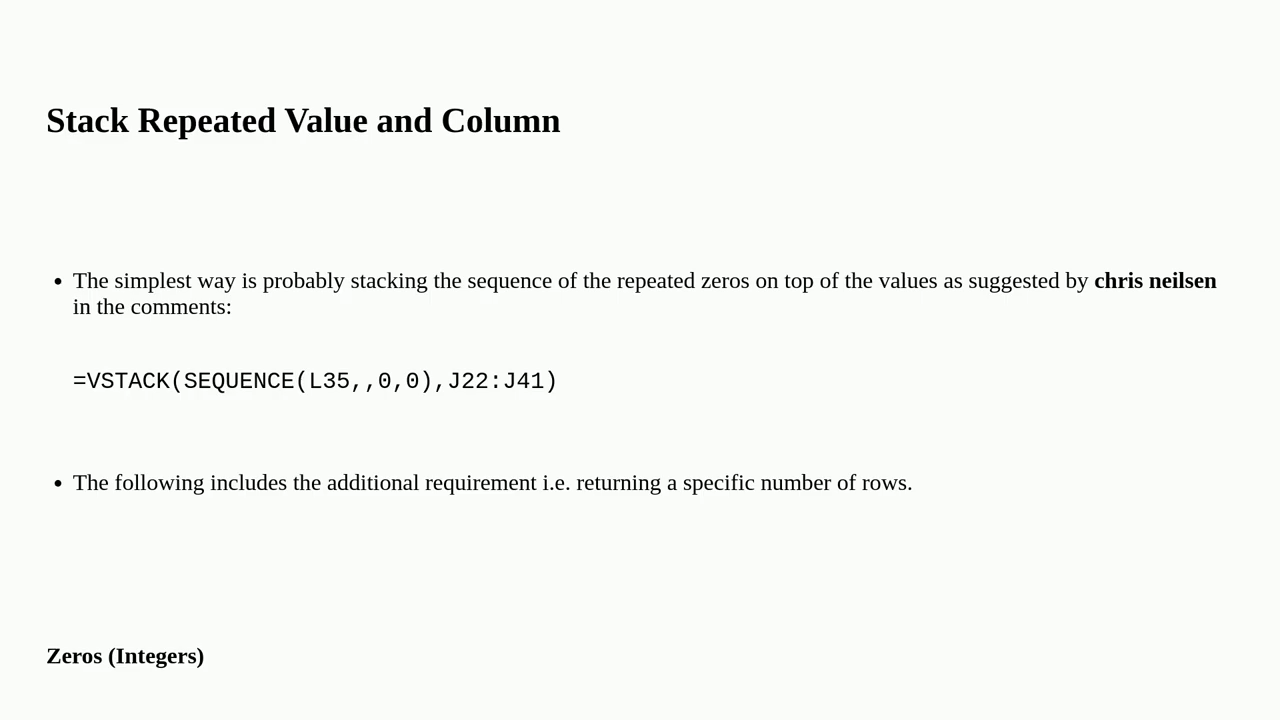 Stack Repeated Value and Column
• The simplest way is probably stacking the sequence of the repeated zeros on top of the values as suggested by chris neilsen
in the comments:
=VSTACK(SEQUENCE(L35,,0,0),J22:J41)
• The following includes the additional requirement i.e. returning a specific number of rows.
Zeros (Integers)